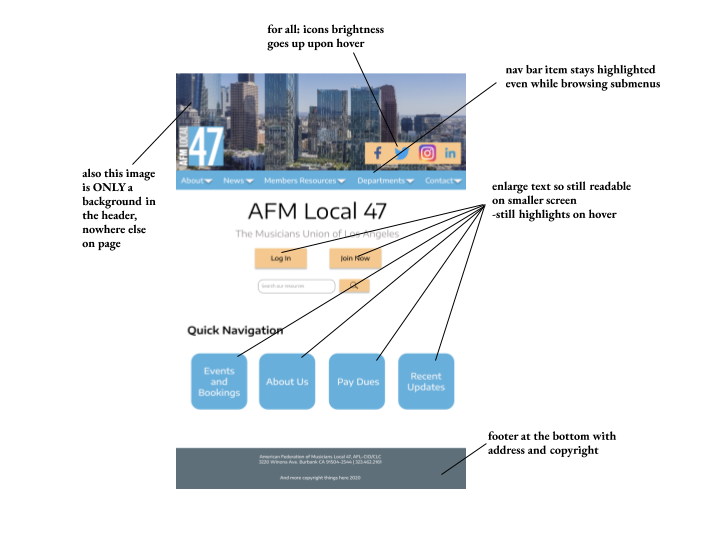 for all: icons brightness
goes up upon hover
nav bar item stays highlighted
even while browsing submenus
AFM LOCAL
47
also this image
is ONLY a
background in
the header,
nowhere else
on page
About
News
Members Resources
Departments
Contact
AFM Local 47
The Musicians Union of Los Angeles
enlarge text so still readable
on smaller screen
-still highlights on hover
Log In
Join Now
Search our resources
Quick Navigation
Events
and
Bookings
About Us
Pay Dues
Recent
Updates
footer at the bottom with
address and copyright
American Federation of Musicians Local 47, AFL-CIO/CLC
3220 Winona Ave. Burbank CA 91504-2544 | 323.462.2161
And more copyright things here 2020